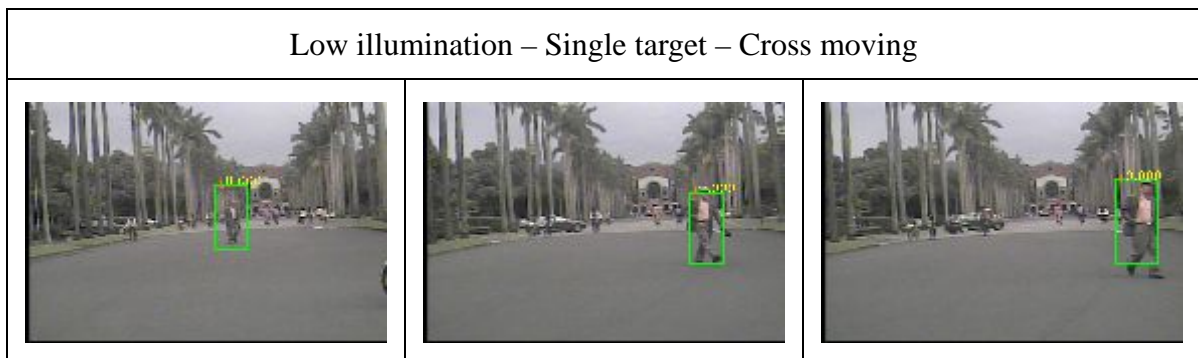 Low illumination – Single target – Cross moving